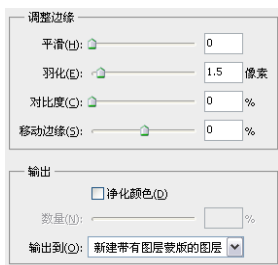 调整边缘
平滑(H): 0
羽化(E): 1.5 像素
对比度(C): 0 %
移动边缘(S): 0 %
输出
净化颜色(D)
数量(N): %
输出到(O): 新建带有图层蒙版的图层